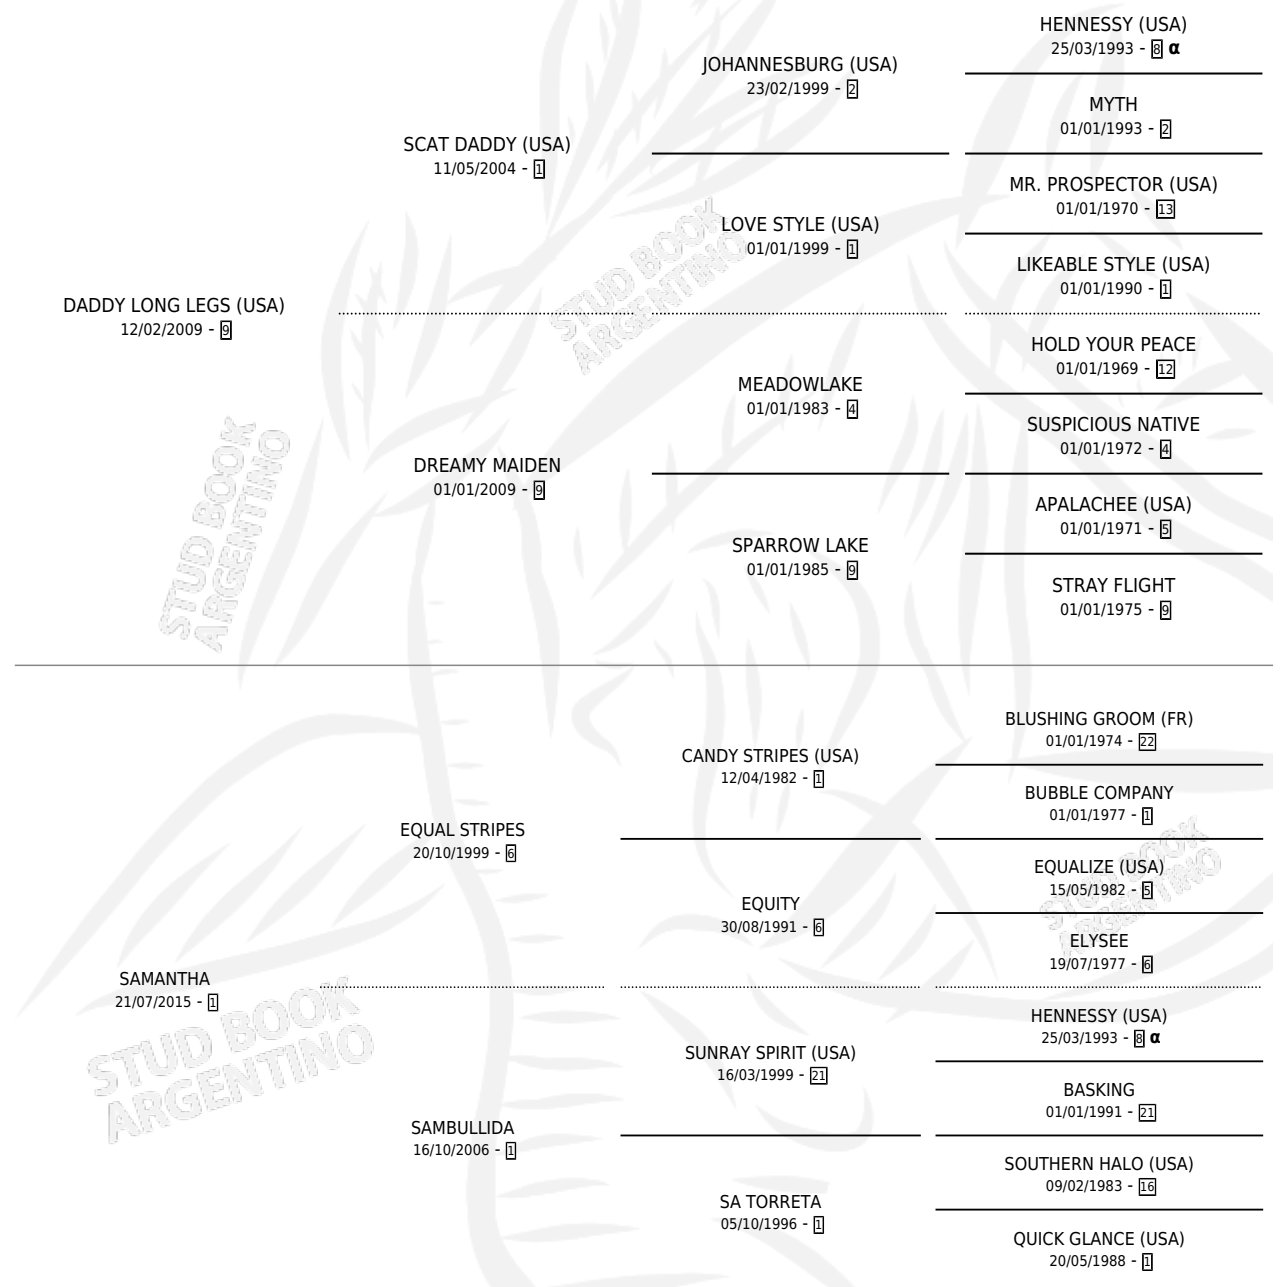 HENNESSY (USA)
25/03/1993 - 8 α
JOHANNESBURG (USA)
23/02/1999 - 2
MYTH
01/01/1993 - 2
SCAT DADDY (USA)
11/05/2004 - 1
MR. PROSPECTOR (USA)
01/01/1970 - 13
LOVE STYLE (USA)
01/01/1999 - 1
LIKEABLE STYLE (USA)
01/01/1990 - 1
DADDY LONG LEGS (USA)
12/02/2009 - 9
HOLD YOUR PEACE
01/01/1969 - 12
MEADOWLAKE
01/01/1983 - 4
SUSPICIOUS NATIVE
01/01/1972 - 4
DREAMY MAIDEN
01/01/2009 - 9
APALACHEE (USA)
01/01/1971 - 5
SPARROW LAKE
01/01/1985 - 9
STRAY FLIGHT
01/01/1975 - 9
STUD BOOK
ARGENTINO
STUD BOOK
ARGENTINO
BLUSHING GROOM (FR)
01/01/1974 - 22
CANDY STRIPES (USA)
12/04/1982 - 1
BUBBLE COMPANY
01/01/1977 - 1
EQUAL STRIPES
20/10/1999 - 6
EQUALIZE (USA)
15/05/1982 - 5
EQUITY
30/08/1991 - 6
ELYSEE
19/07/1977 - 6
SAMANTHA
21/07/2015 - 1
HENNESSY (USA)
25/03/1993 - 8 α
SUNRAY SPIRIT (USA)
16/03/1999 - 21
BASKING
01/01/1991 - 21
SAMBULLIDA
16/10/2006 - 1
SOUTHERN HALO (USA)
09/02/1983 - 16
SA TORRETA
05/10/1996 - 1
QUICK GLANCE (USA)
20/05/1988 - 1
STUD BOOK
ARGENTINO
STUD BOOK
ARGENTINO